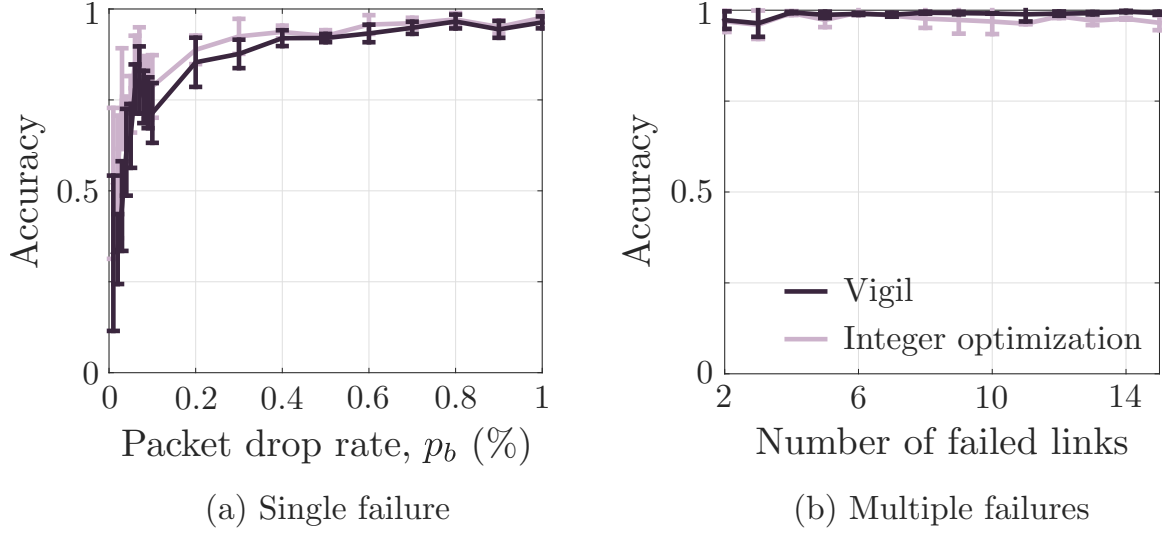 1
0.5
0
Accuracy
0 0.2 0.4 0.6 0.8 1
Packet drop rate, p_b (%)
(a) Single failure
1
0.5
0
Accuracy
Vigil
Integer optimization
2 6 10 14
Number of failed links
(b) Multiple failures